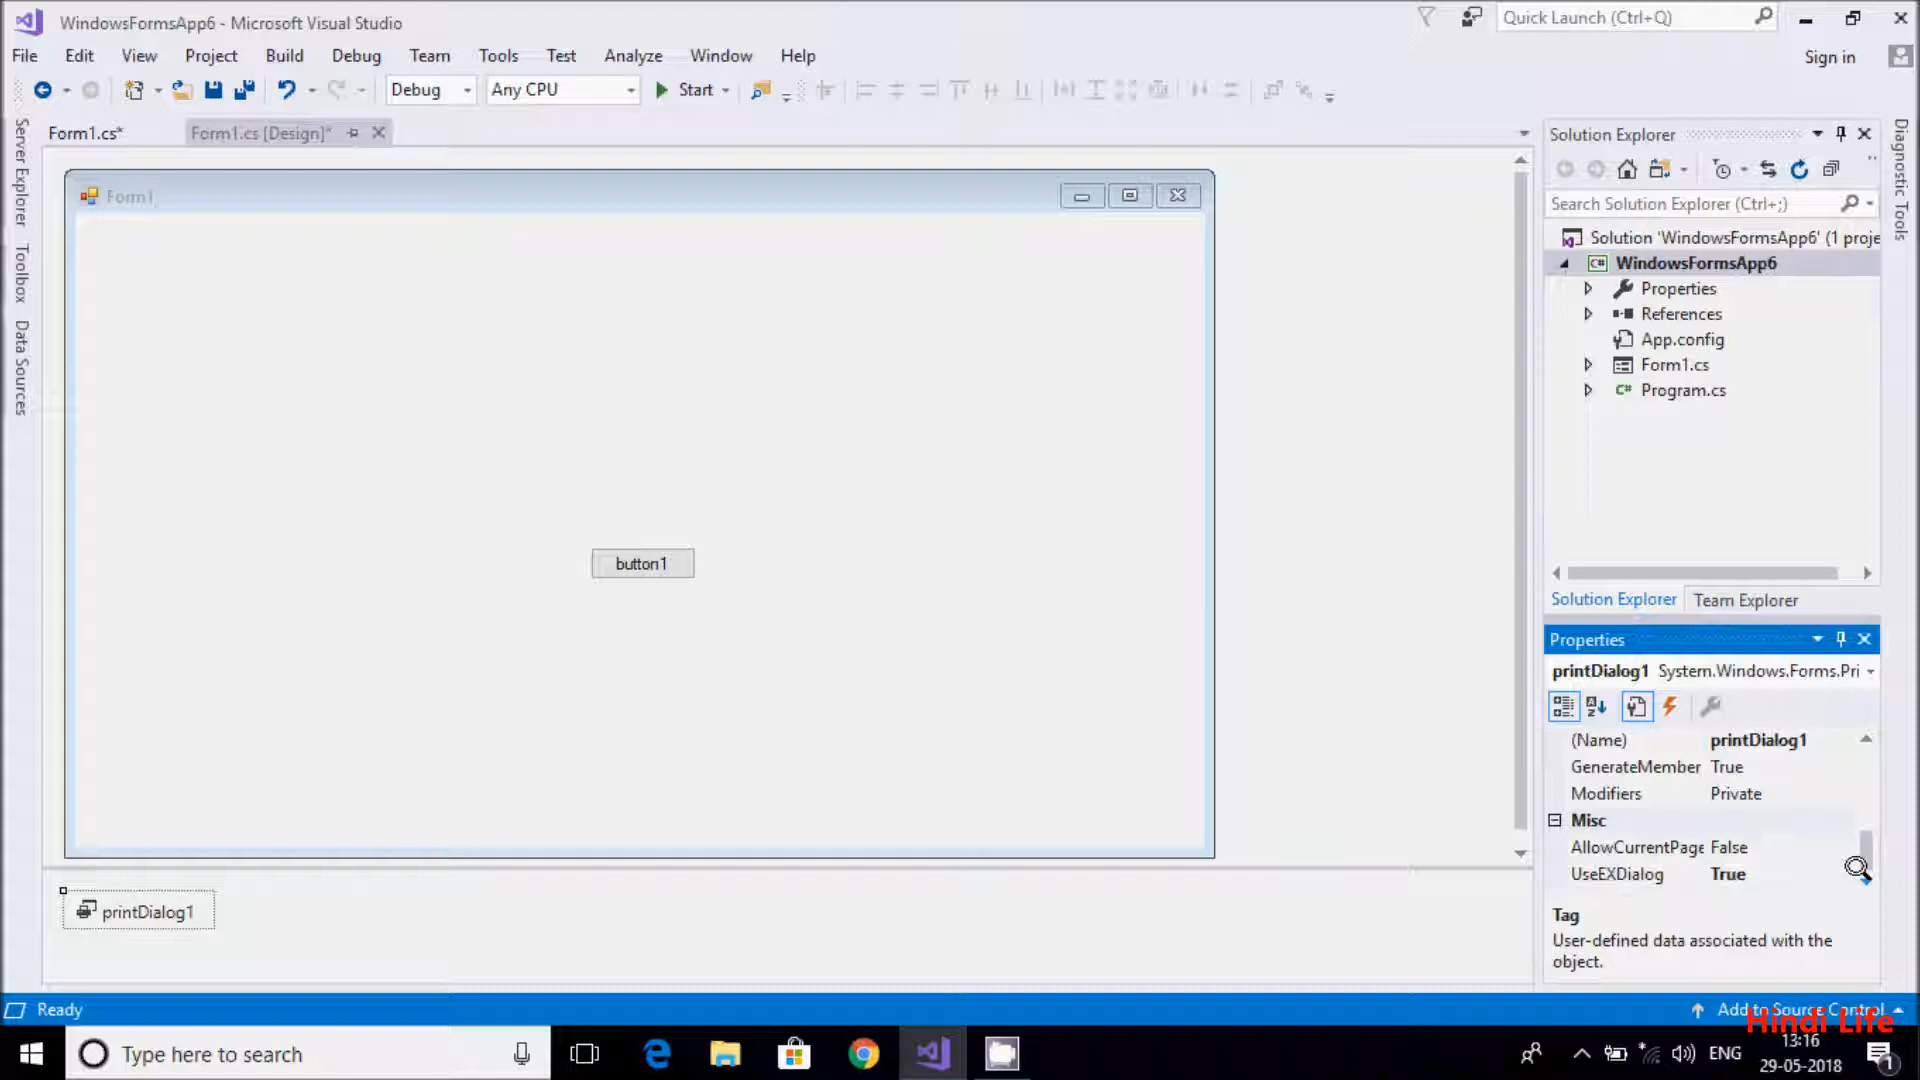 WindowsFormsApp6 - Microsoft Visual Studio
Quick Launch (Ctrl+Q)
File Edit View Project Build Debug Team Tools Test Analyze Window Help
Sign in
Debug Any CPU Start
Server Explorer
Toolbox
Data Sources
Form1.cs* Form1.cs [Design]*
Form1
button1
printDialog1
Solution Explorer
Search Solution Explorer (Ctrl+;)
Solution 'WindowsFormsApp6' (1 proje
C# WindowsFormsApp6
Properties
References
App.config
Form1.cs
C# Program.cs
Solution Explorer Team Explorer
Diagnostic Tools
Properties
printDialog1 System.Windows.Forms.Pri
(Name) printDialog1
GenerateMember True
Modifiers Private
Misc
AllowCurrentPage False
UseEXDialog True
Tag
User-defined data associated with the
object.
Ready
Add to Source Control
Hindi Life
Type here to search
ENG
13:16
29-05-2018
1